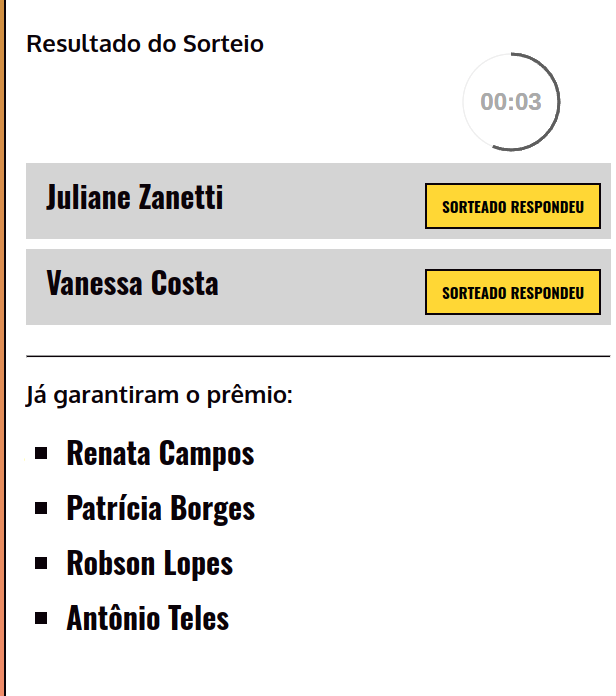 Resultado do Sorteio
00:03
Juliane Zanetti
SORTEADO RESPONDEU
Vanessa Costa
SORTEADO RESPONDEU
Já garantiram o prêmio:
Renata Campos
Patrícia Borges
Robson Lopes
Antônio Teles